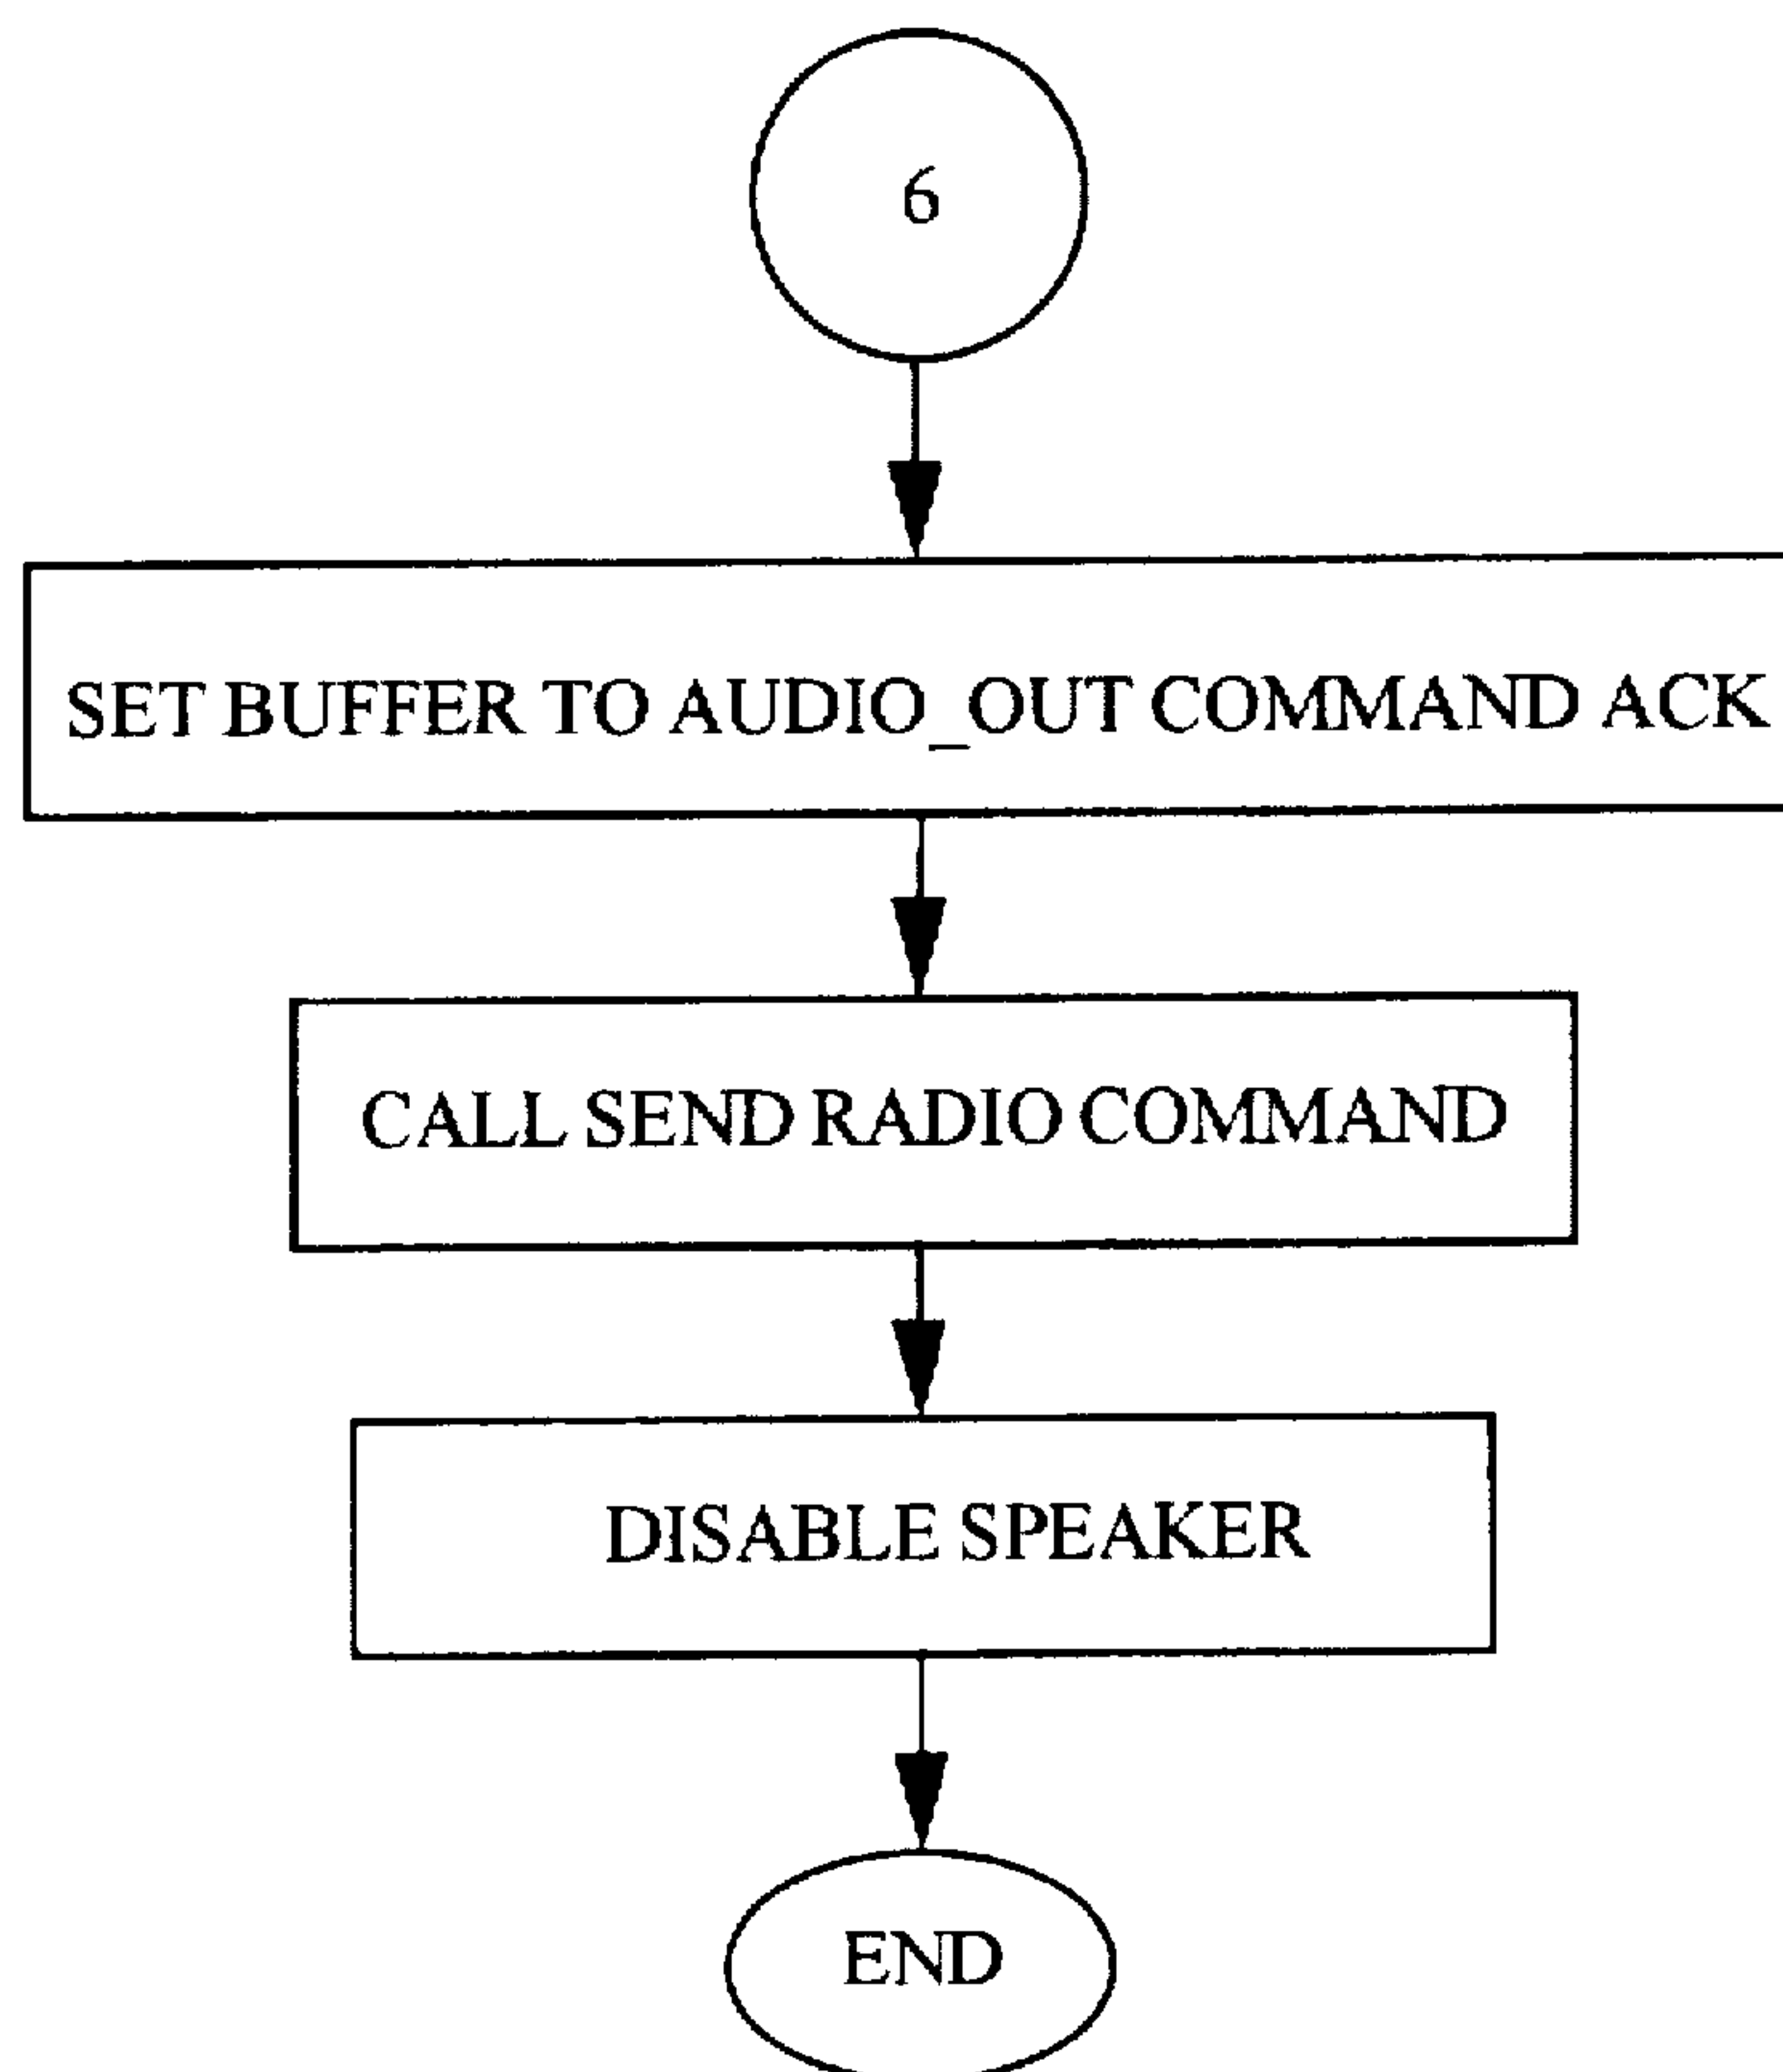 6
SET BUFFER TO AUDIO_OUT COMMAND ACK
CALL SEND RADIO COMMAND
DISABLE SPEAKER
END